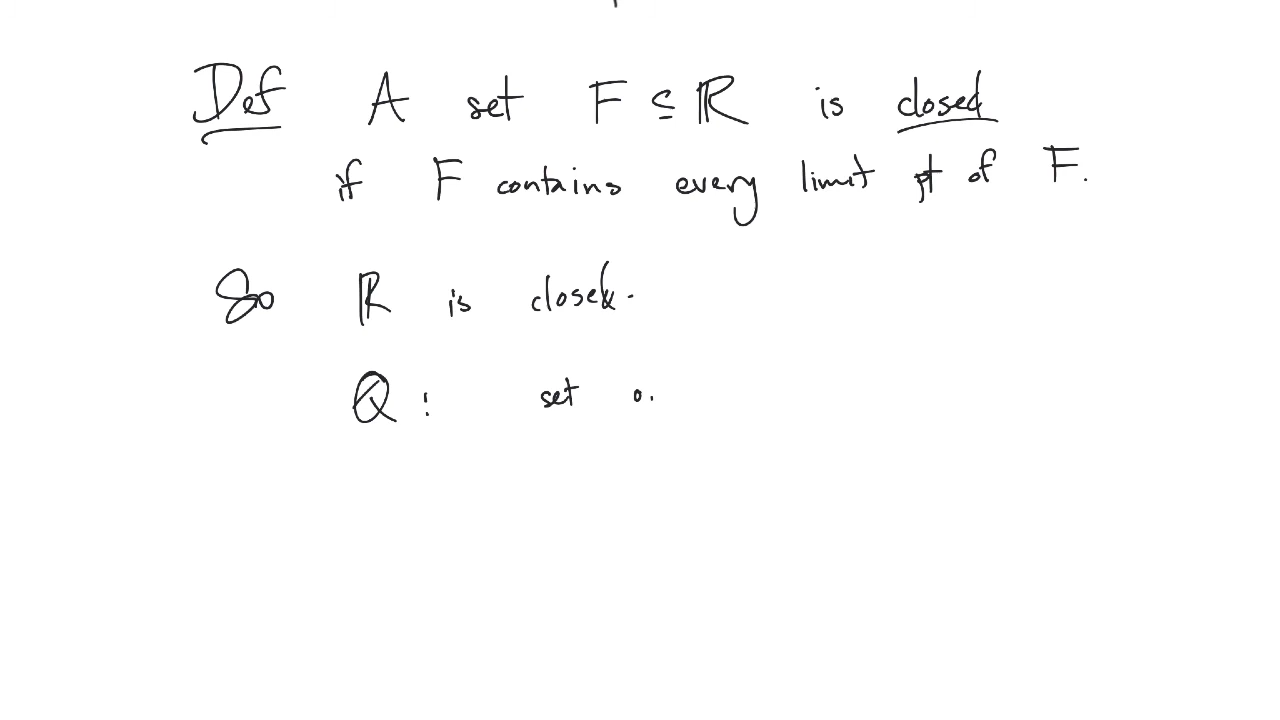 Def A set F ⊆ ℝ is closed
if F contains every limit pt of F.
So ℝ is closed.
ℚ: set o.